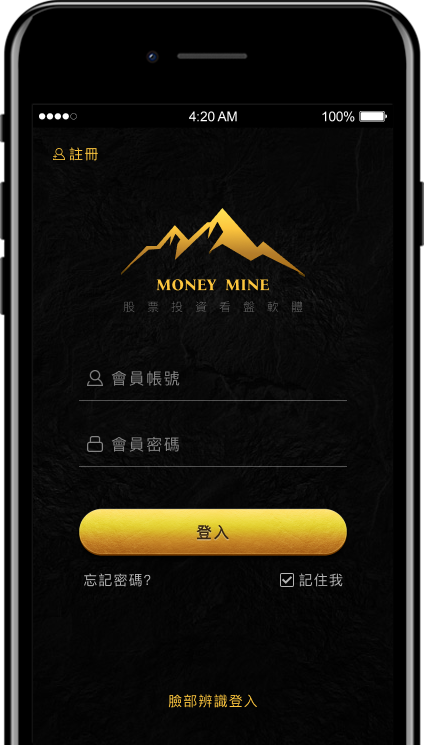 4:20 AM 100%
註冊
MONEY MINE
股票投資看盤軟體
會員帳號
會員密碼
登入
忘記密碼? 記住我
臉部辨識登入